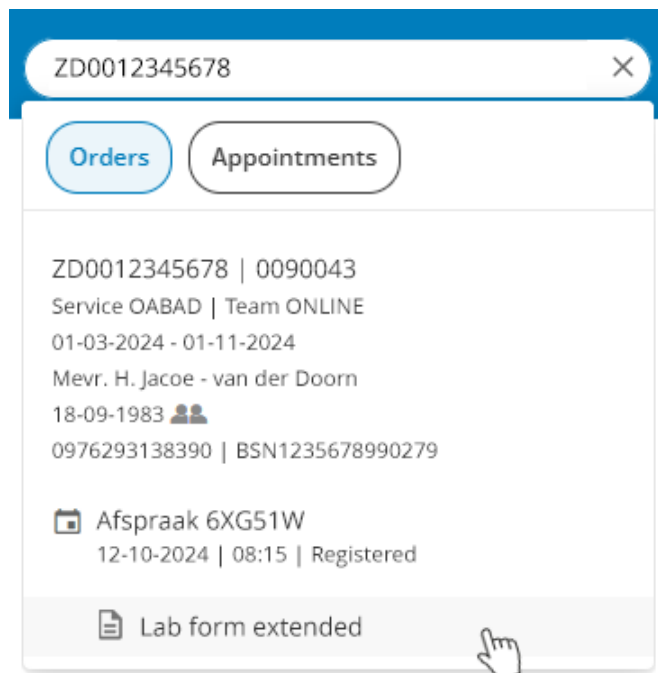 ZD0012345678
Orders Appointments
ZD0012345678 | 0090043
Service OABAD | Team ONLINE
01-03-2024 - 01-11-2024
Mevr. H. Jacoe - van der Doorn
18-09-1983
0976293138390 | BSN1235678990279
Afspraak 6XG51W
12-10-2024 | 08:15 | Registered
Lab form extended